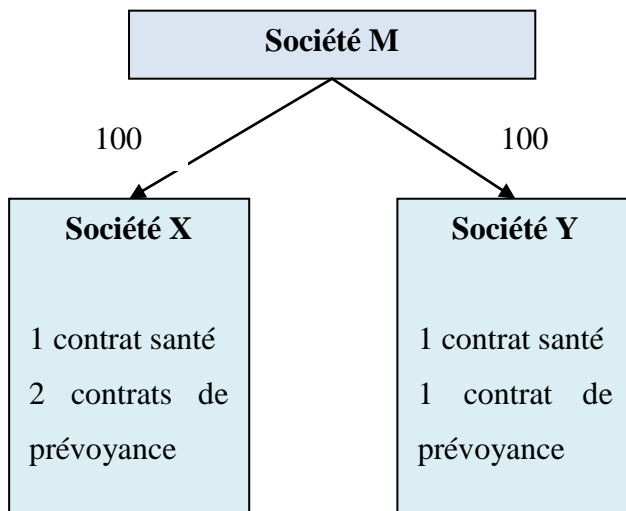 Société M
100
100
Société X
1 contrat santé
2 contrats de
prévoyance
Société Y
1 contrat santé
1 contrat de
prévoyance